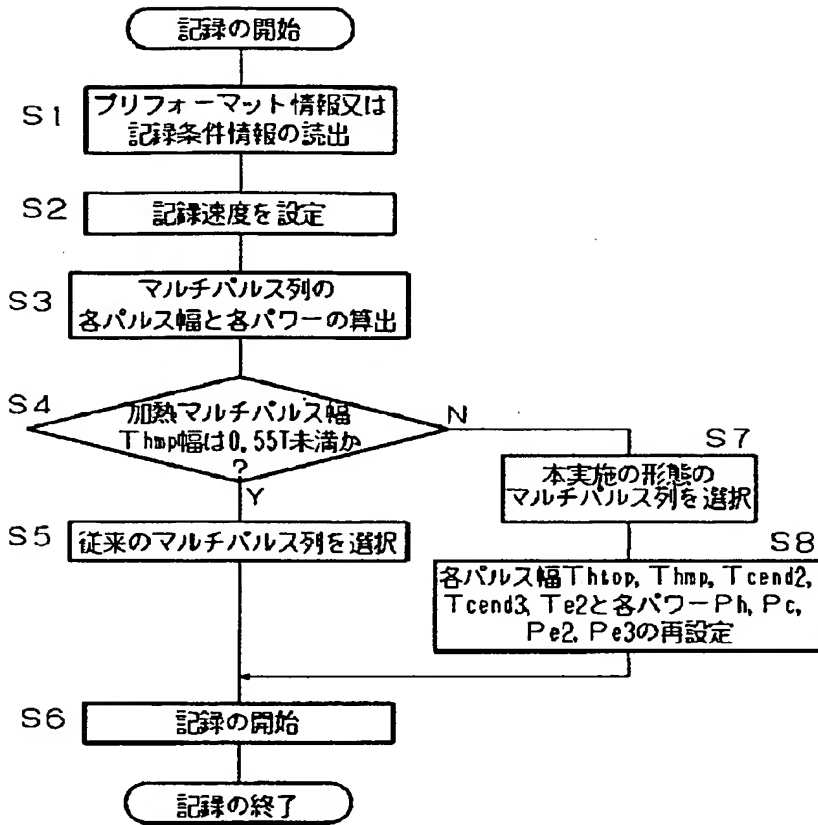 記録の開始
S1
プリフォーマット情報又は
記録条件情報の読出
S2
記録速度を設定
S3
マルチパルス列の
各パルス幅と各パワーの算出
S4
加熱マルチパルス幅
Thmp幅は0.55T未満か
?
N
Y
S5
従来のマルチパルス列を選択
S7
本実施の形態の
マルチパルス列を選択
S8
各パルス幅Thtop, Thmp, Tcend2,
Tcend3, Te2と各パワーPh, Pc,
Pe2, Pe3の再設定
S6
記録の開始
記録の終了